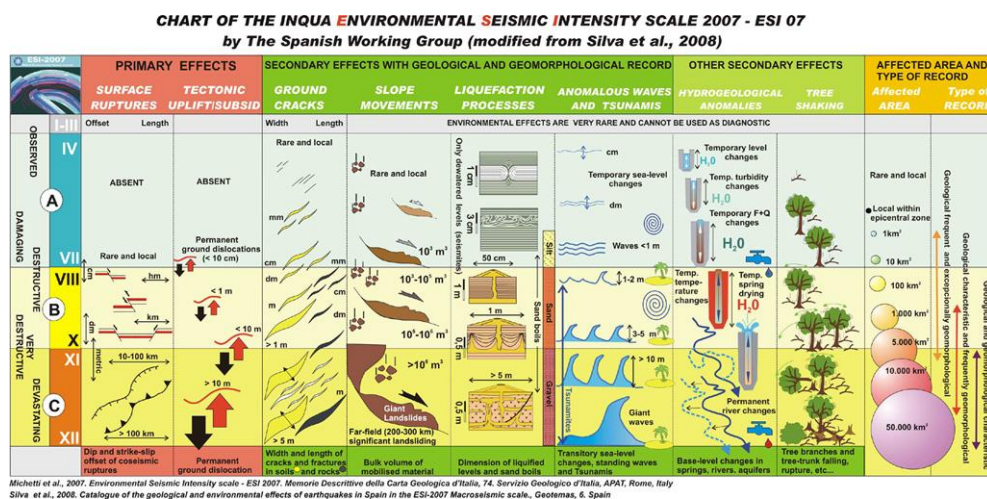 CHART OF THE INQUA ENVIRONMENTAL SEISMIC INTENSITY SCALE 2007 - ESI 07
by The Spanish Working Group (modified from Silva et al., 2008)
ESI-2007
PRIMARY EFFECTS
SECONDARY EFFECTS WITH GEOLOGICAL AND GEOMORPHOLOGICAL RECORD
OTHER SECONDARY EFFECTS
AFFECTED AREA AND
TYPE OF RECORD
SURFACE
RUPTURES
TECTONIC
UPLIFT/SUBSID
GROUND
CRACKS
SLOPE
MOVEMENTS
LIQUEFACTION
PROCESSES
ANOMALOUS WAVES
AND TSUNAMIS
HYDROGEOLOGICAL
ANOMALIES
TREE
SHAKING
Affected
AREA
Type of
RECORD
I-III
Offset Length
Width Length
ENVIRONMENTAL EFFECTS ARE VERY RARE AND CANNOT BE USED AS DIAGNOSTIC
OBSERVED
DAMAGING
DESTRUCTIVE
VERY
DESTRUCTIVE
DEVASTATING
A
B
C
IV
VII
VIII
X
XI
XII
ABSENT
Rare and local
cm
hm
km
dm
metric
10-100 km
> 100 km
Dip and strike-slip
offset of coseismic
ruptures
ABSENT
Permanent
ground dislocations
(< 10 cm)
< 1 m
< 10 m
> 10 m
Permanent
ground dislocation
Rare and local
mm
cm
mm
dm
cm
m
dm
> 1 m
m
> 5 m
Width and length of
cracks and fractures
in soils and rocks
Rare and local
10³ m³
10³-10⁵ m³
10⁵-10⁶ m³
>10⁶ m³
Giant
Landslides
Far-field (200-300 km)
significant landsliding
Bulk volume of
mobilised material
Only dewatered levels (seismites)
1 cm
3 cm
50 cm
1 m
1 m
0,5 m
> 5 m
0,5 m
Sand boils
Dimension of liquified
levels and sand boils
Silt
Sand
Gravel
cm
Temporary sea-level
changes
dm
Waves <1 m
1-2 m
3-5 m
> 10 m
Tsunamites
Giant
waves
Transitory sea-level
changes, standing waves
and Tsunami
Temporary level
changes
H₂0
Temp. turbidity
changes
H₂0
Temporary F+Q
Changes
H₂0
Temp.
tempe-
rature
changes
Temp.
spring
drying
H₂0
Permanent
river changes
Base-level changes in
springs, rivers, aquifers
Tree branches and
tree-trunk falling,
rupture, etc...
Rare and local
Local within
epicentral zone
1km²
10 km²
100 km²
1.000 km²
5.000 km²
10.000 km²
50.000 km²
Geological frequent and excepcionally geomorphological
Geological characteristic and frequently geomorphological
Michetti et al., 2007. Environmental Seismic Intensity scale - ESI 2007. Memorie Descrittive della Carta Geologica d'Italia, 74. Servizio Geologico d'Italia, APAT, Rome, Italy
Silva et al., 2008. Catalogue of the geological and environmental effects of earthquakes in Spain in the ESI-2007 Macroseismic scale., Geotemas, 6. Spain